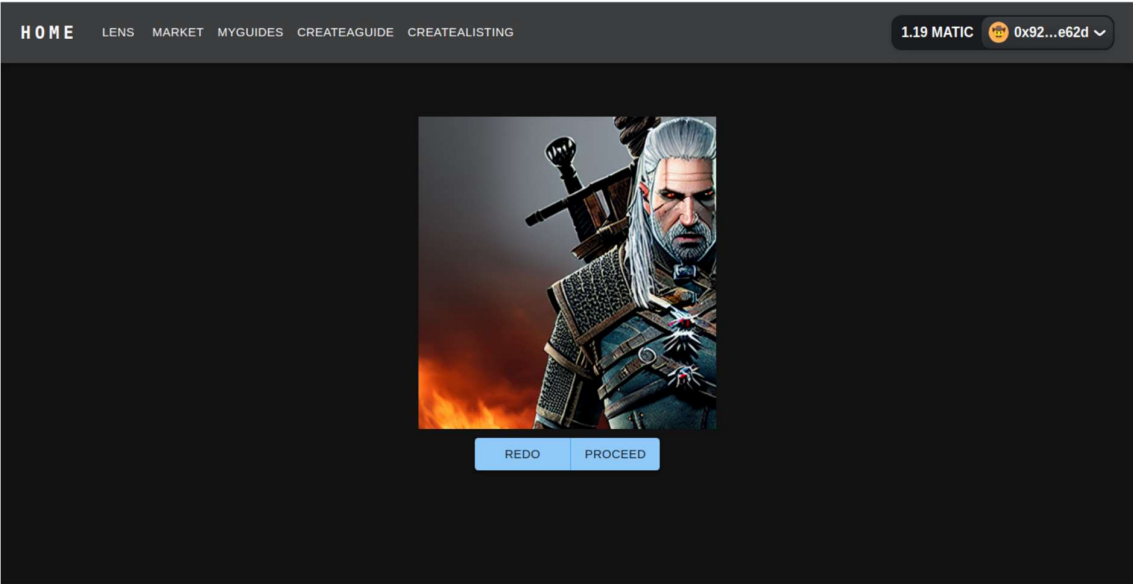 HOME LENS MARKET MYGUIDES CREATEAGUIDE CREATEALISTING 1.19 MATIC 0x92...e62d
REDO PROCEED